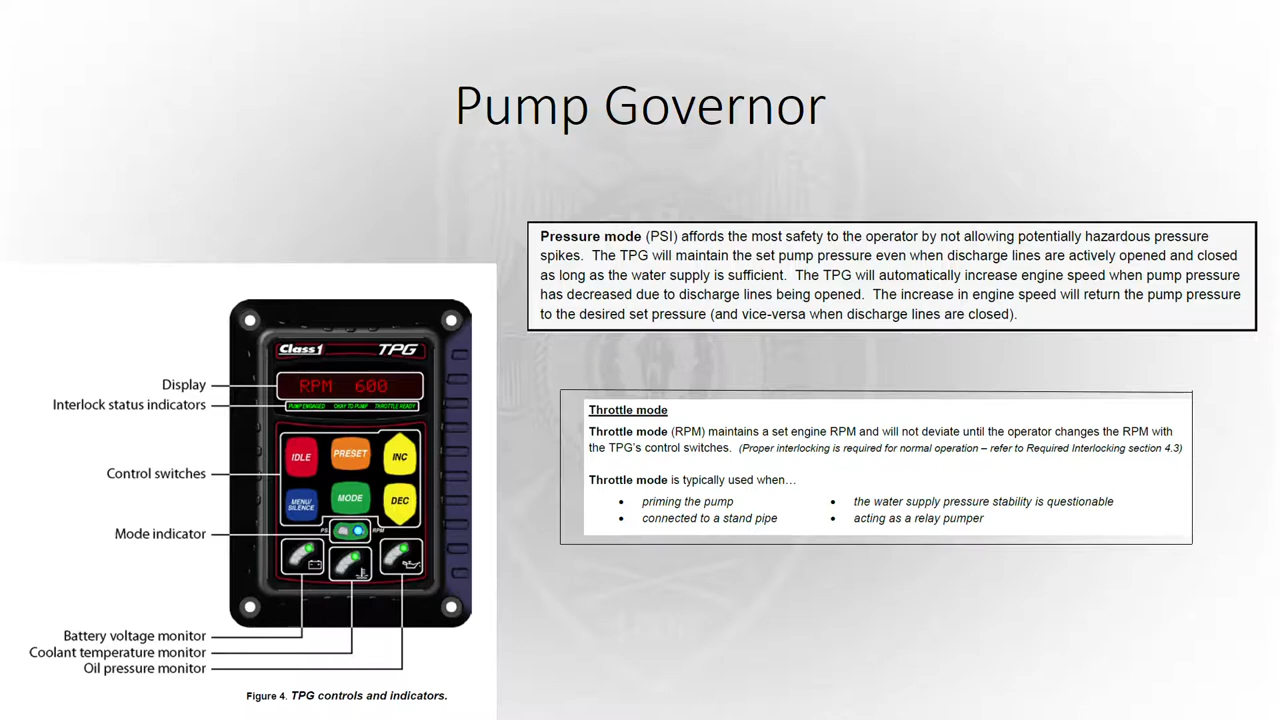 Pump Governor
Pressure mode (PSI) affords the most safety to the operator by not allowing potentially hazardous pressure
spikes. The TPG will maintain the set pump pressure even when discharge lines are actively opened and closed
as long as the water supply is sufficient. The TPG will automatically increase engine speed when pump pressure
has decreased due to discharge lines being opened. The increase in engine speed will return the pump pressure
to the desired set pressure (and vice-versa when discharge lines are closed).
Throttle mode
Throttle mode (RPM) maintains a set engine RPM and will not deviate until the operator changes the RPM with
the TPG's control switches. (Proper interlocking is required for normal operation – refer to Required Interlocking section 4.3)
Throttle mode is typically used when…
• priming the pump • the water supply pressure stability is questionable
• connected to a stand pipe • acting as a relay pumper
Class1 TPG
Display
RPM 600
Interlock status indicators
PUMP ENGAGED OKAY TO PUMP THROTTLE READY
IDLE PRESET INC
Control switches
MENU/
SILENCE
MODE DEC
Mode indicator
PS RPM
Battery voltage monitor
Coolant temperature monitor
Oil pressure monitor
Figure 4. TPG controls and indicators.